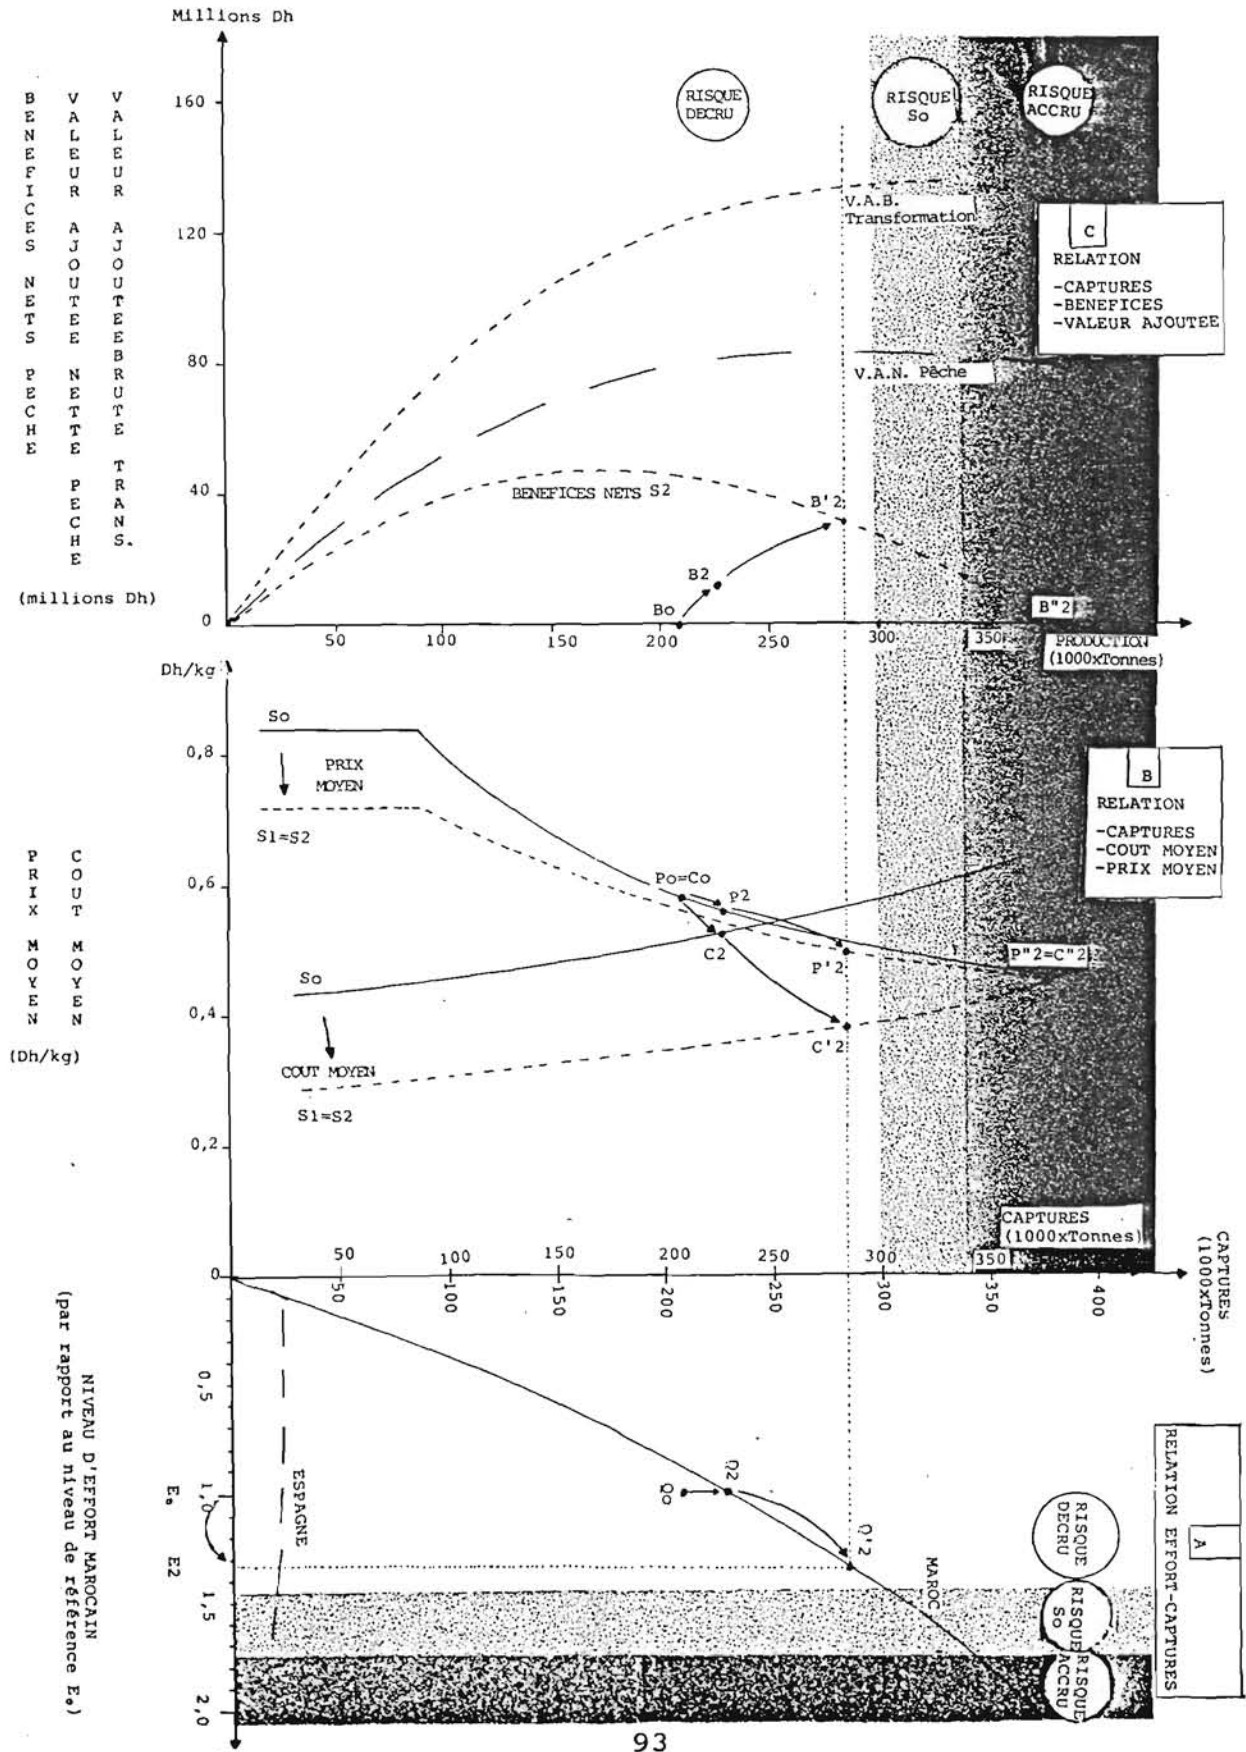 Millions Dh
BENEFICES NETS PECHE
VALEUR AJOUTEE NETTE PECHE
VALEUR AJOUTEE BRUTE TRANS.
(millions Dh)
160
120
80
40
0
RISQUE
DECRU
RISQUE
So
RISQUE
ACCRU
V.A.B.
Transformation
V.A.N. Pêche
BENEFICES NETS S2
B'2
B2
Bo
B"2
C
RELATION
-CAPTURES
-BENEFICES
-VALEUR AJOUTEE
50 100 150 200 250 300 350
PRODUCTION
(1000xTonnes)
Dh/kg
PRIX MOYEN
COUT MOYEN
(Dh/kg)
0,8
0,6
0,4
0,2
0
So
PRIX
MOYEN
S1=S2
Po=Co
P2
C2
P'2
P"2=C"2
So
C'2
COUT MOYEN
S1=S2
B
RELATION
-CAPTURES
-COUT MOYEN
-PRIX MOYEN
CAPTURES
(1000xTonnes)
50 100 150 200 250 300 350
50 100 150 200 250 300 350 400
CAPTURES
(1000xTonnes)
NIVEAU D'EFFORT MAROCAIN
(par rapport au niveau de référence Eo)
0,5
1,0
1,5
2,0
Eo
E2
ESPAGNE
Qo
Q2
Q'2
MAROC
RISQUE
DECRU
RISQUE
So
RISQUE
ACCRU
A
RELATION EFFORT-CAPTURES
93